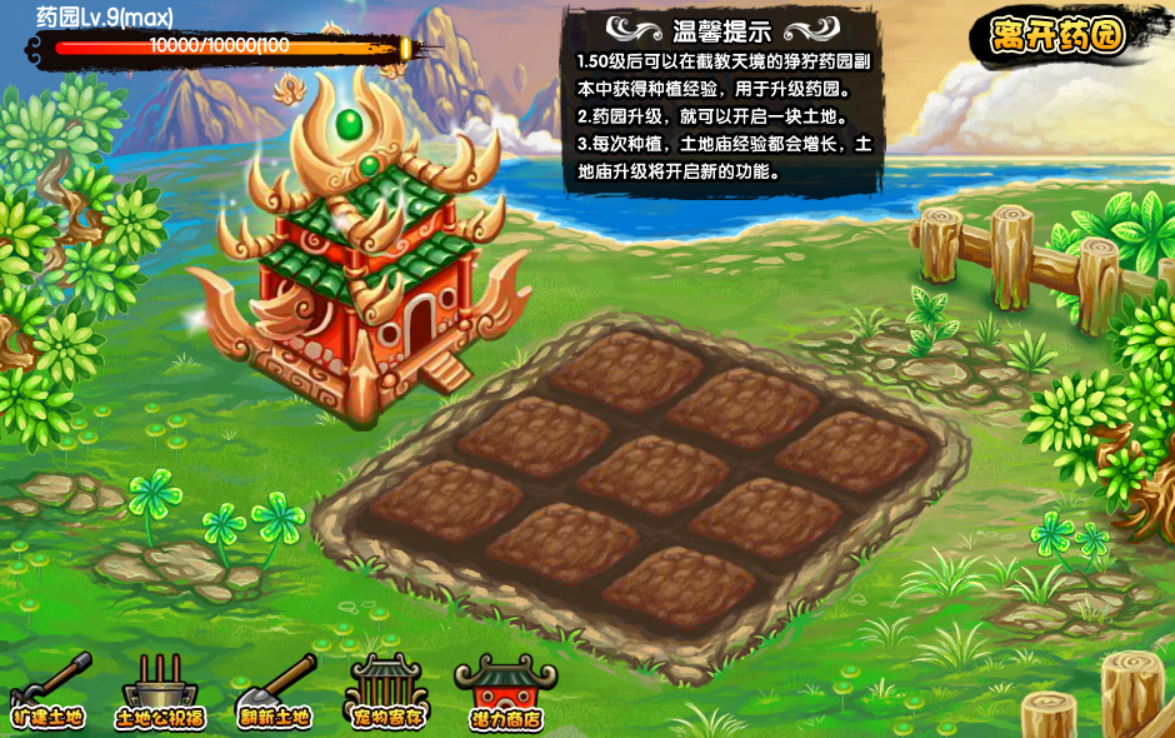 药园Lv.9(max)
10000/10000(100
温馨提示
1.50级后可以在截教天境的狰狞药园副
本中获得种植经验，用于升级药园。
2.药园升级，就可以开启一块土地。
3.每次种植，土地庙经验都会增长，土
地庙升级将开启新的功能。
离开药园
扩建土地
土地公祝福
翻新土地
宠物寄存
潜力商店